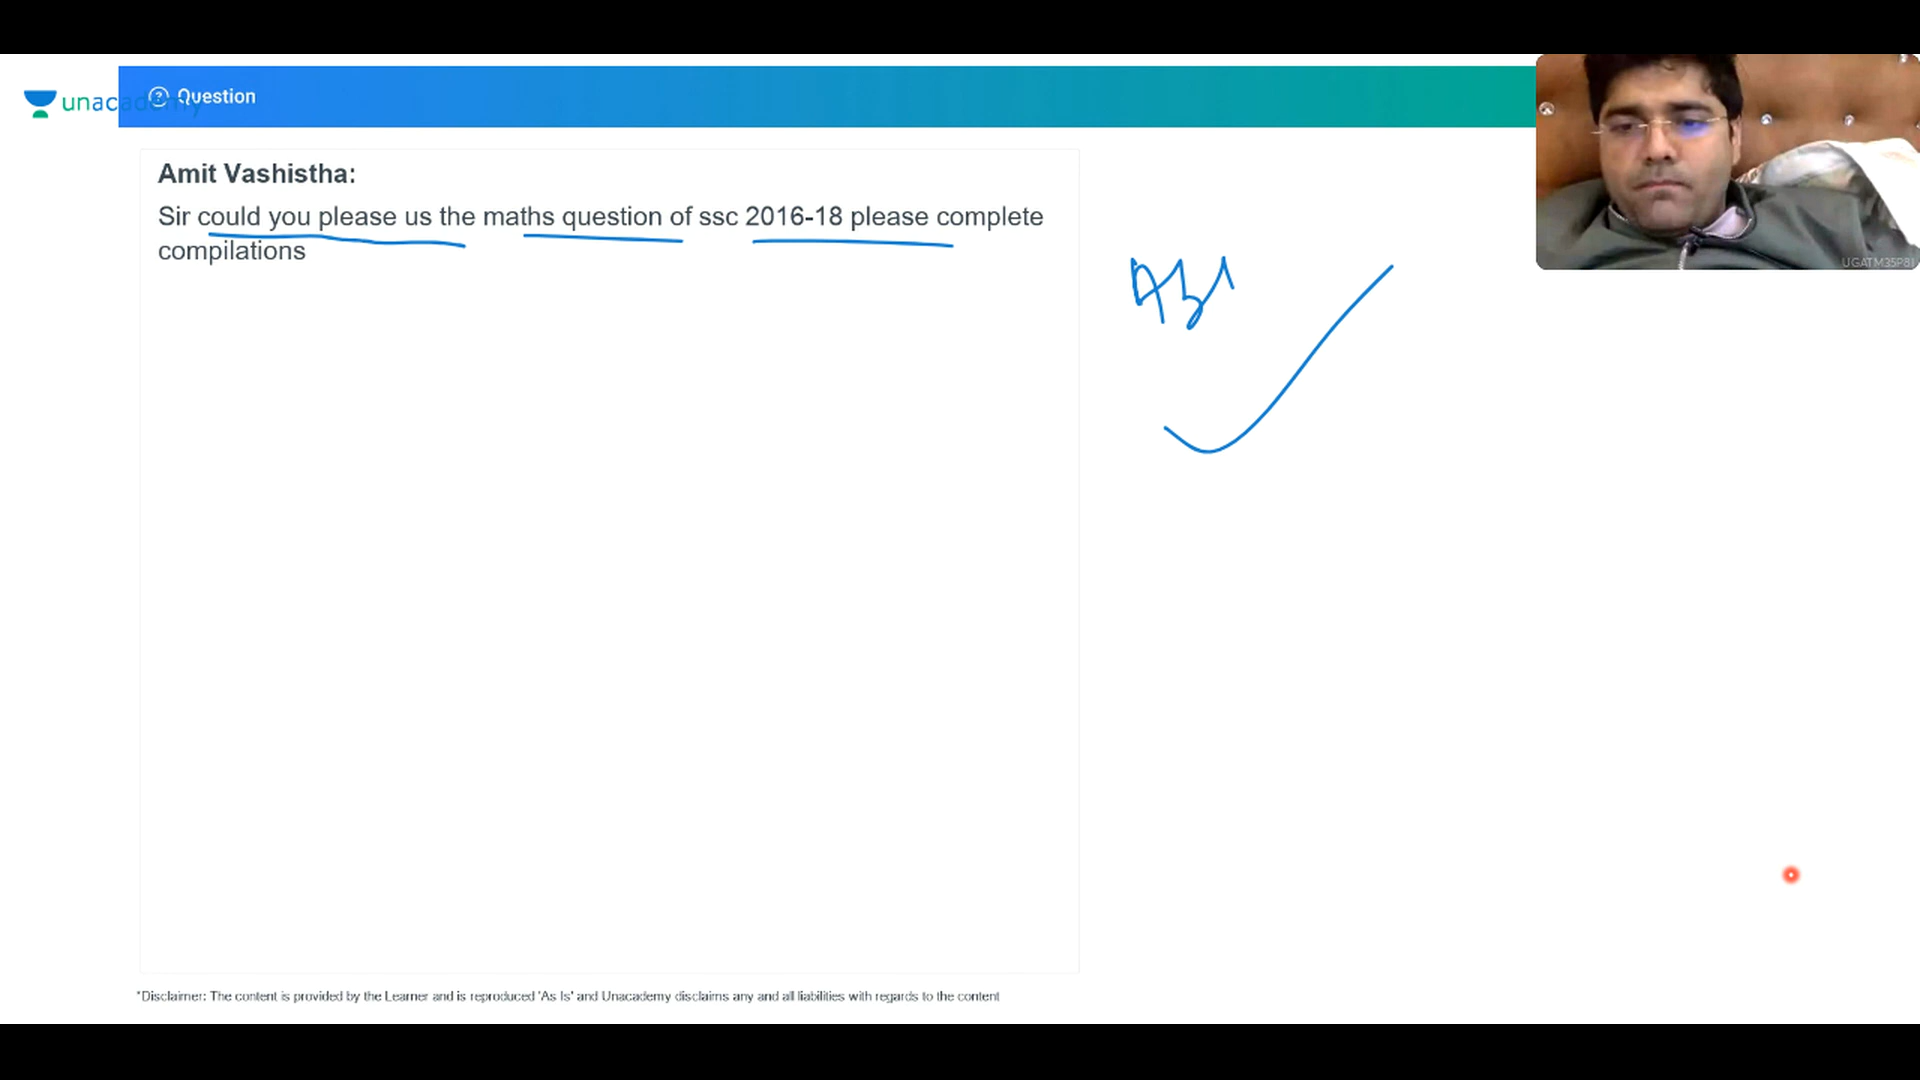 unacademy
Question
Amit Vashistha:
Sir could you please us the maths question of ssc 2016-18 please complete
compilations
UGATM35P8I
*Disclaimer: The content is provided by the Learner and is reproduced 'As Is' and Unacademy disclaims any and all liabilities with regards to the content